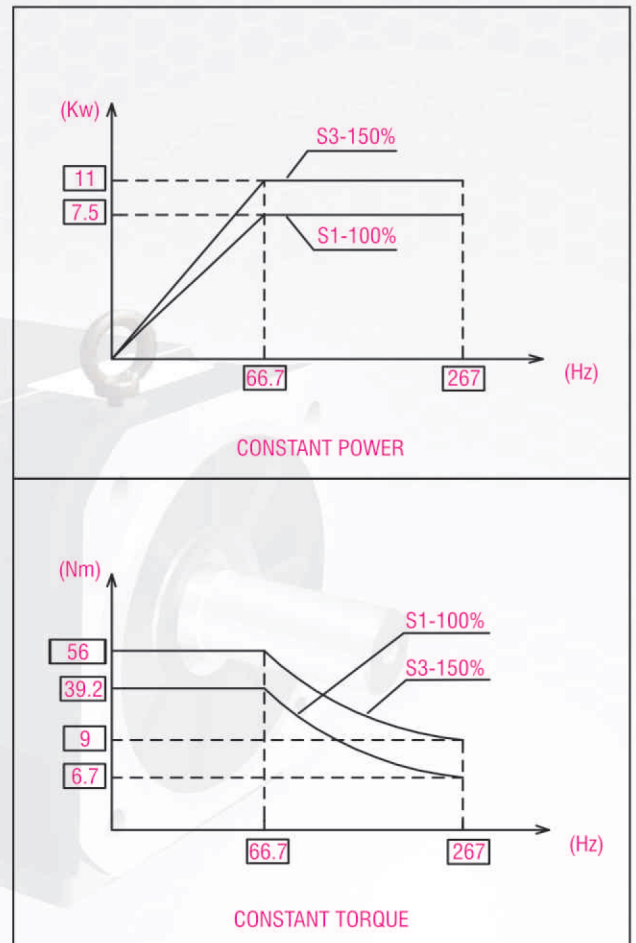 (Kw)
S3-150%
11
7.5
S1-100%
66.7
267
(Hz)
CONSTANT POWER
(Nm)
S1-100%
56
S3-150%
39.2
9
6.7
66.7
267
(Hz)
CONSTANT TORQUE